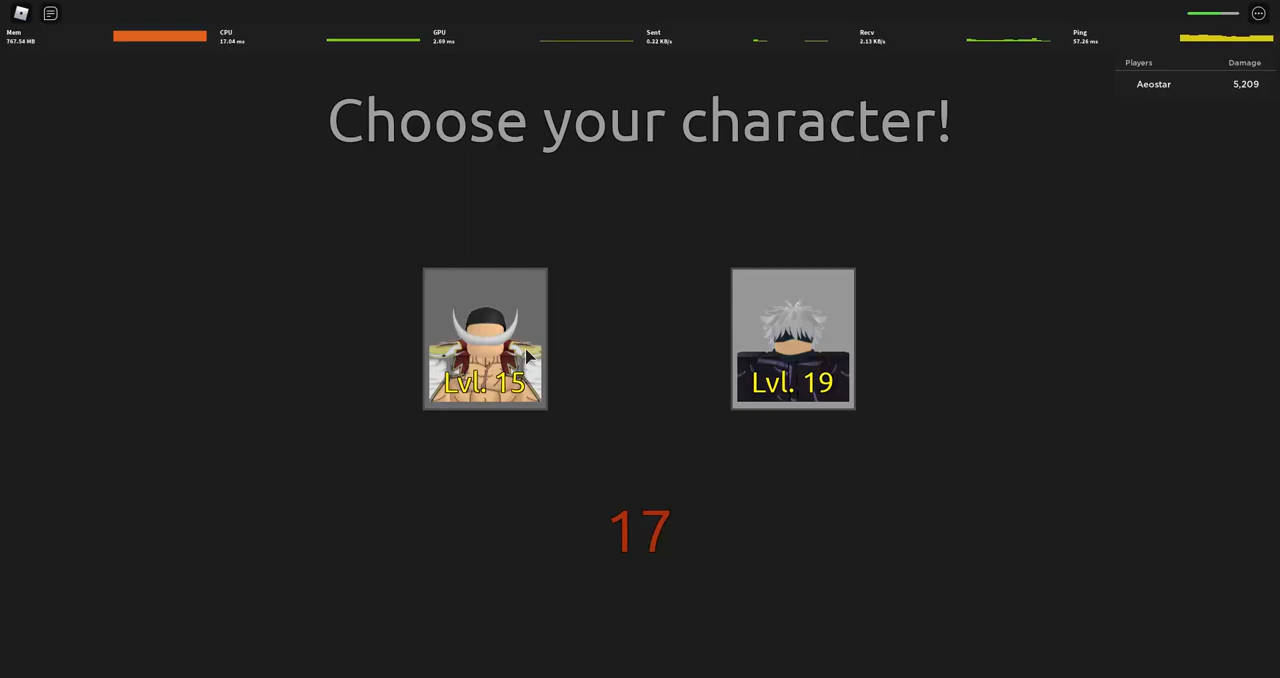 Mem
767.54 MB
CPU
17.04 ms
GPU
2.69 ms
Sent
0.22 KB/s
Recv
2.13 KB/s
Ping
57.26 ms
Players Damage
Aeostar 5,209
Choose your character!
Lvl. 15
Lvl. 19
17